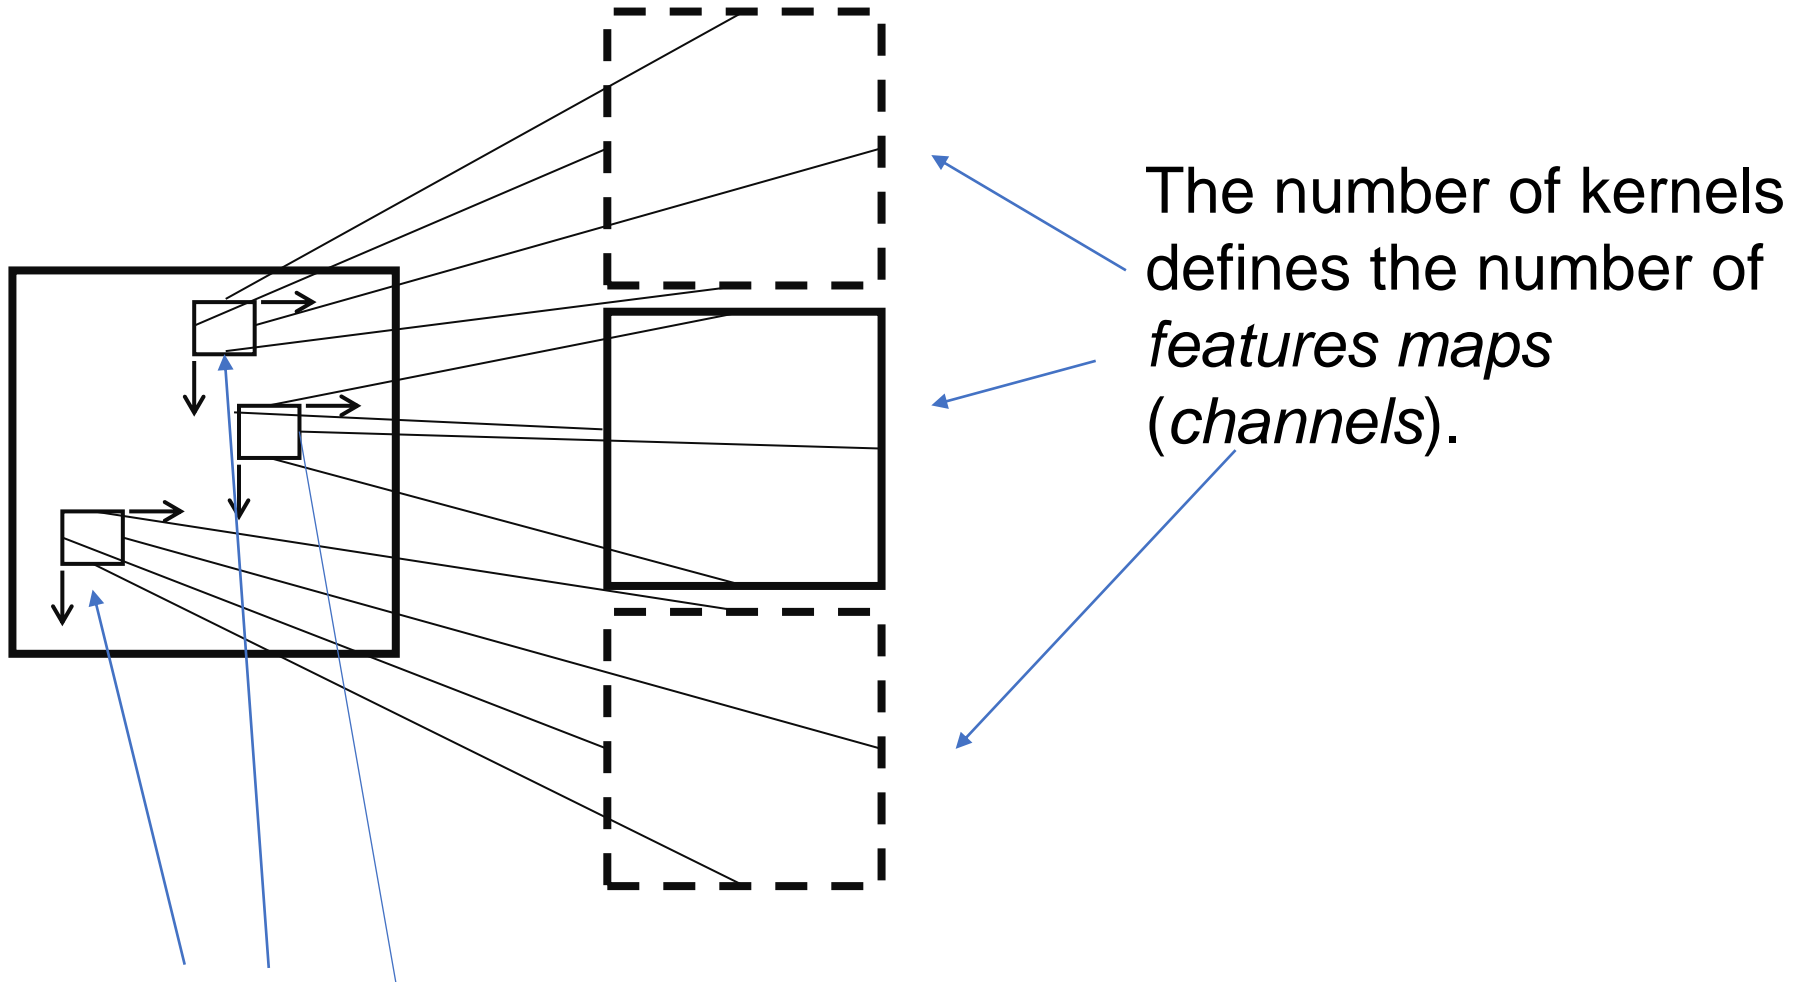 The number of kernels
defines the number of
features maps
(channels).